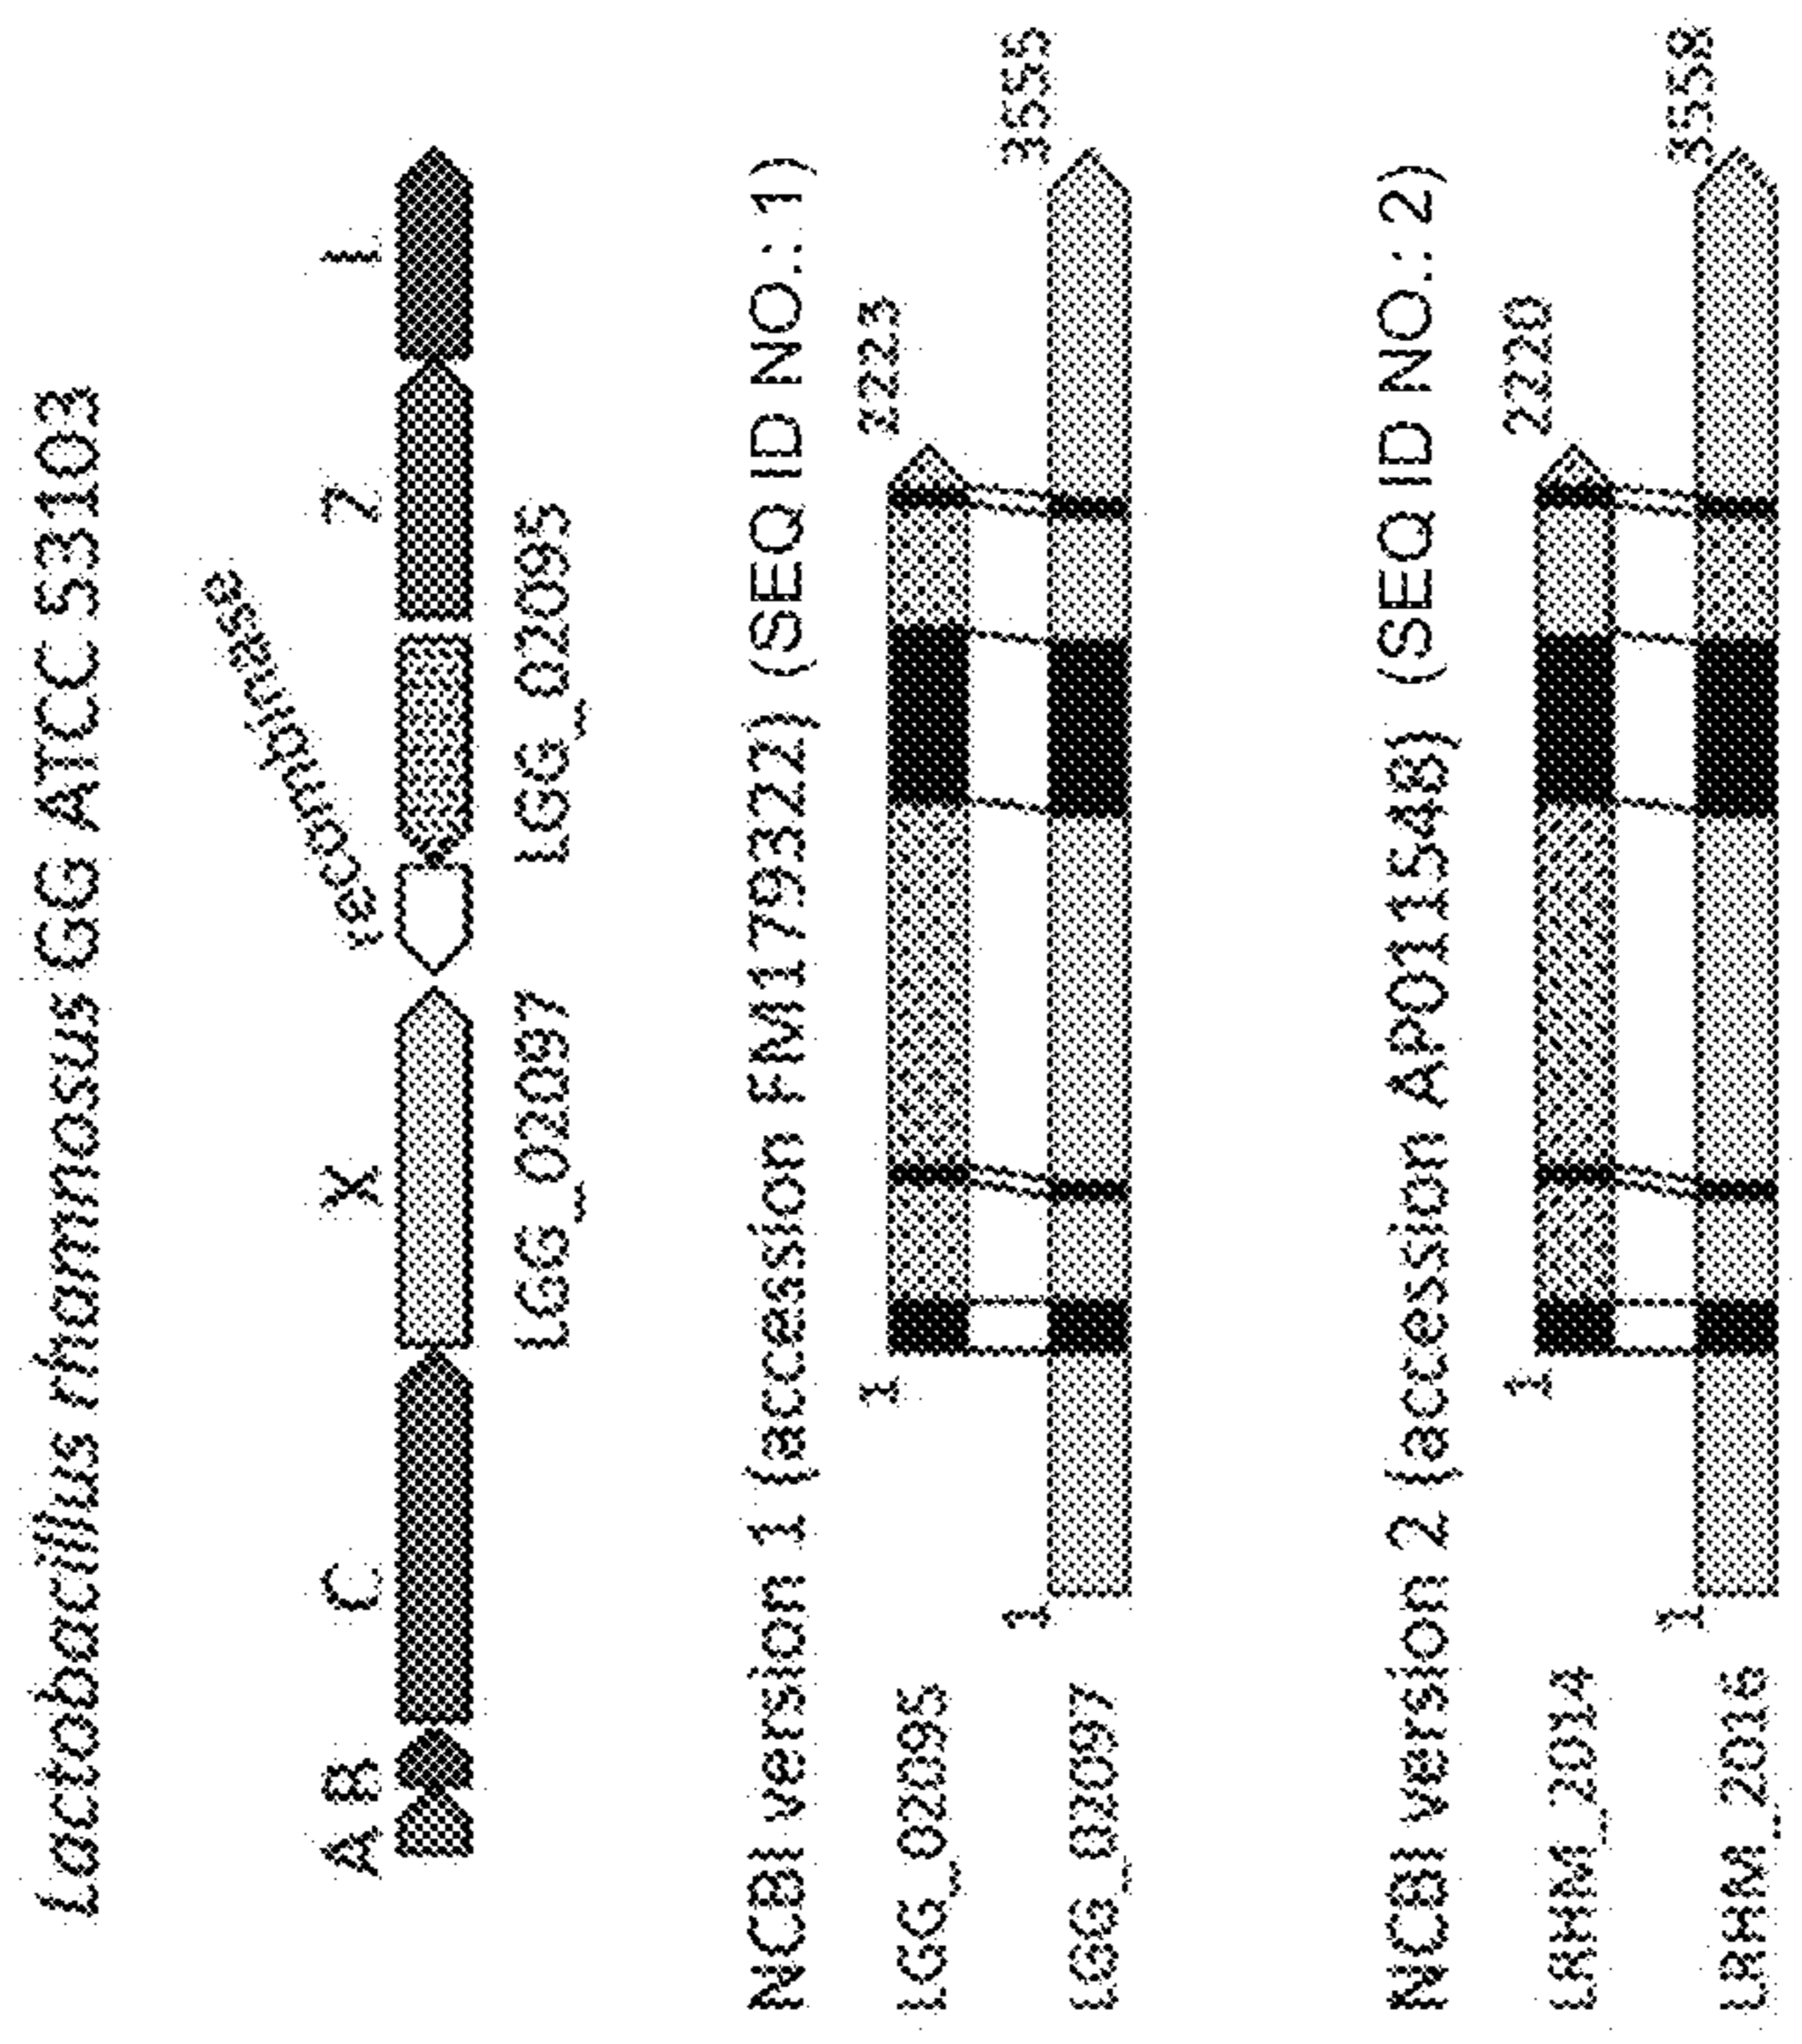 Lactobacillus rhamnosus GG ATCC 53103
recombinase
A B C X Z
LGG_02097 LGG_02095
NCBI version 1 (accession FM179322) (SEQ ID NO.: 1)
1 2223
LGG_02095
1 3555
LGG_02097
NCBI version 2 (accession AP011548) (SEQ ID NO.: 2)
1 2220
LRHM_2014
1 3558
LRHM_2016